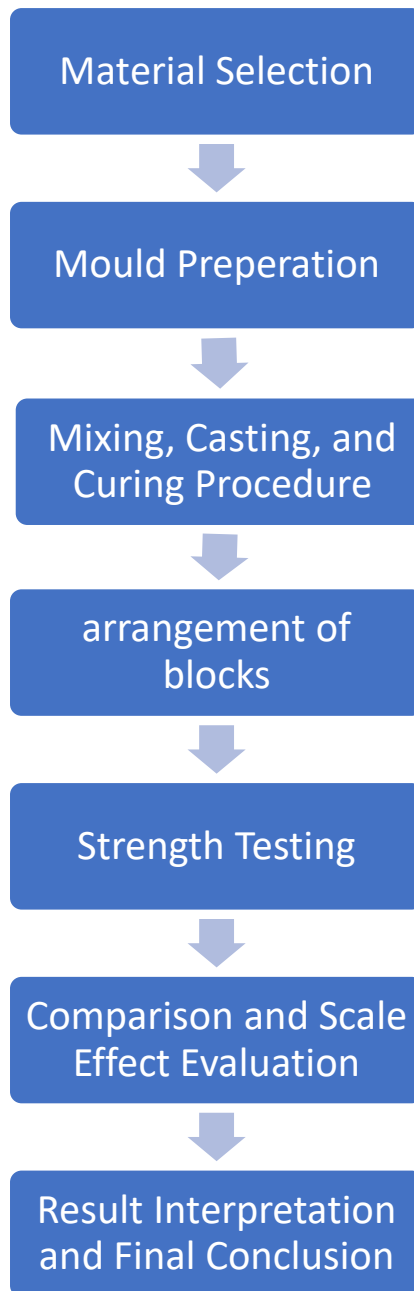 Material Selection
Mould Preperation
Mixing, Casting, and
Curing Procedure
arrangement of
blocks
Strength Testing
Comparison and Scale
Effect Evaluation
Result Interpretation
and Final Conclusion